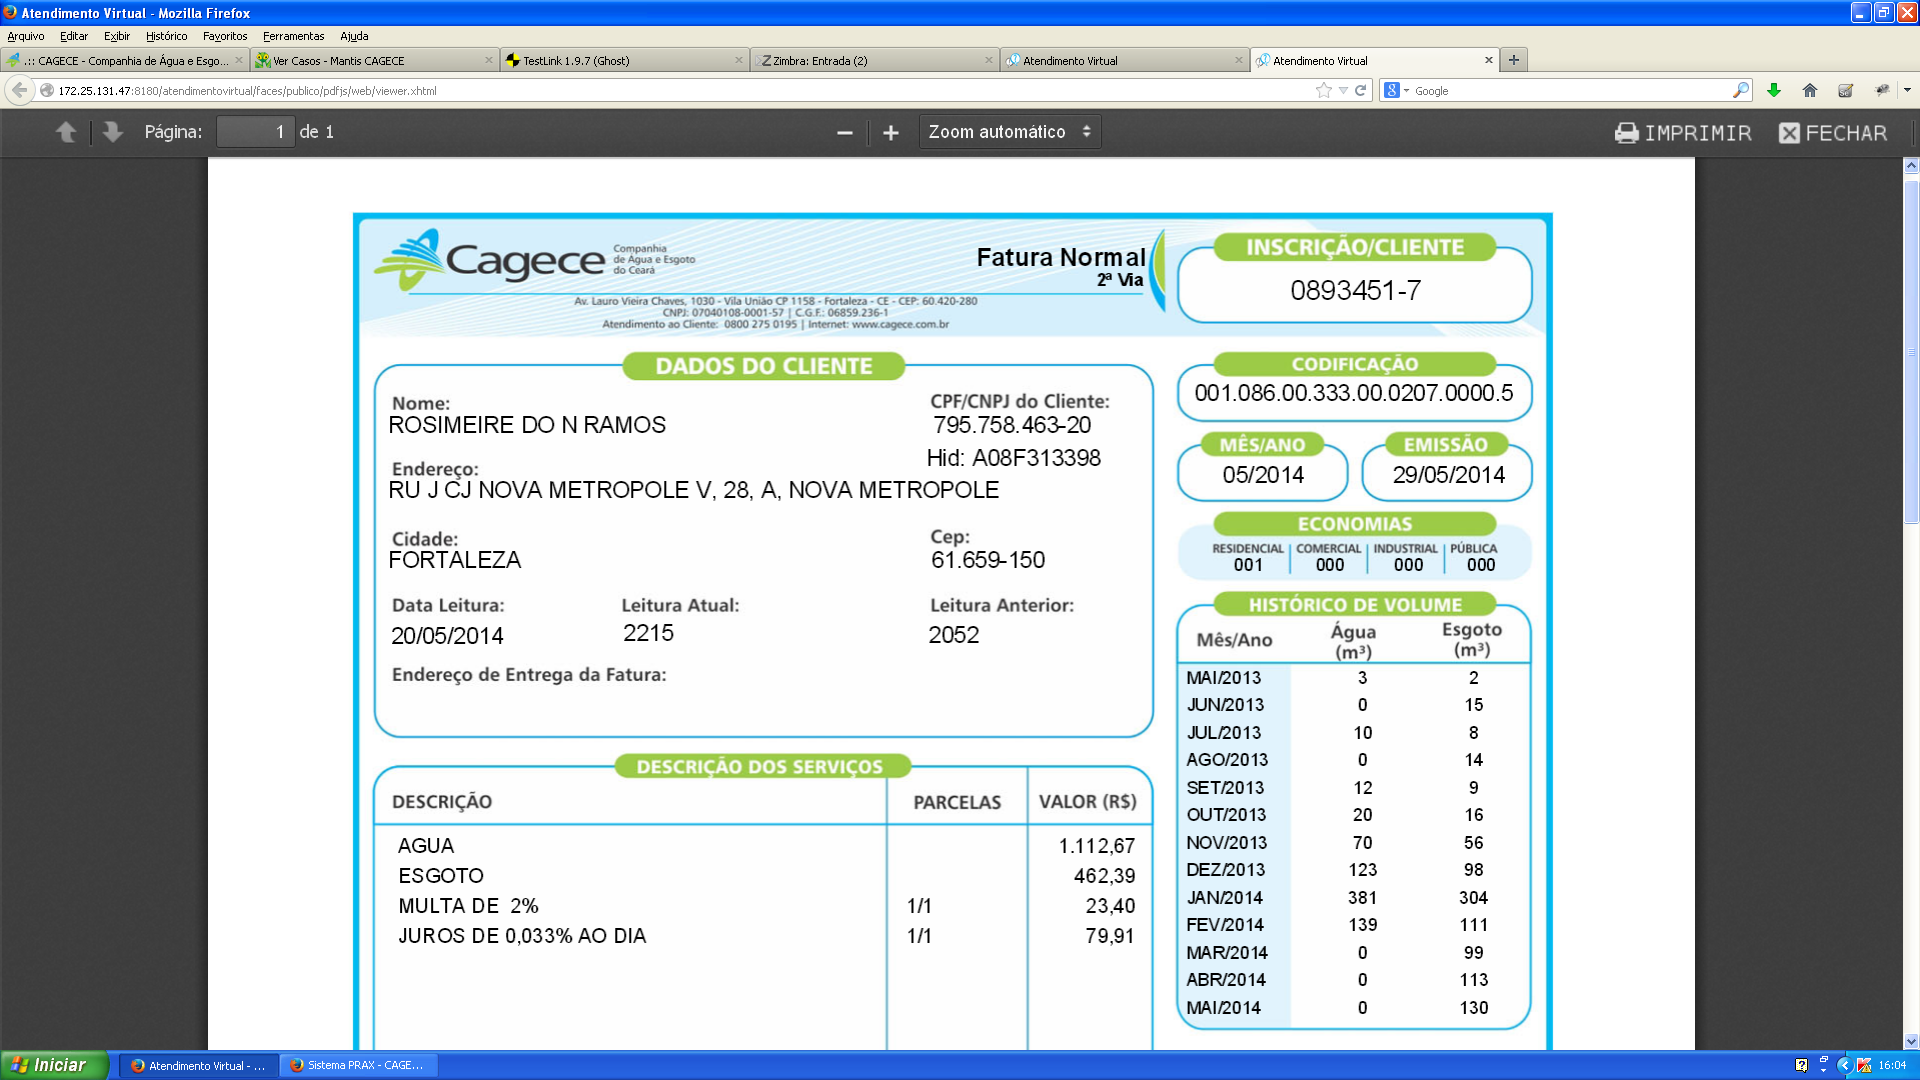 Atendimento Virtual - Mozilla Firefox
Arquivo Editar Exibir Histórico Favoritos Ferramentas Ajuda
.:: CAGECE - Companhia de Água e Esgo...
Ver Casos - Mantis CAGECE
TestLink 1.9.7 (Ghost)
Zimbra: Entrada (2)
Atendimento Virtual
Atendimento Virtual
172.25.131.47:8180/atendimentovirtual/faces/publico/pdfjs/web/viewer.xhtml
Google
Página: 1 de 1
Zoom automático
IMPRIMIR
FECHAR
Cagece
Companhia
de Água e Esgoto
do Ceará
Fatura Normal
2ª Via
Av. Lauro Vieira Chaves, 1030 - Vila União CP 1158 - Fortaleza - CE - CEP: 60.420-280
CNPJ: 07040108-0001-57 | C.G.F.: 06859.236-1
Atendimento ao Cliente: 0800 275 0195 | Internet: www.cagece.com.br
INSCRIÇÃO/CLIENTE
0893451-7
DADOS DO CLIENTE
Nome:
ROSIMEIRE DO N RAMOS
CPF/CNPJ do Cliente:
795.758.463-20
Hid: A08F313398
Endereço:
RU J CJ NOVA METROPOLE V, 28, A, NOVA METROPOLE
Cidade:
FORTALEZA
Cep:
61.659-150
Data Leitura:
20/05/2014
Leitura Atual:
2215
Leitura Anterior:
2052
Endereço de Entrega da Fatura:
CODIFICAÇÃO
001.086.00.333.00.0207.0000.5
MÊS/ANO
05/2014
EMISSÃO
29/05/2014
ECONOMIAS
RESIDENCIAL COMERCIAL INDUSTRIAL PÚBLICA
001 000 000 000
HISTÓRICO DE VOLUME
Mês/Ano Água (m³) Esgoto (m³)
MAI/2013 3 2
JUN/2013 0 15
JUL/2013 10 8
AGO/2013 0 14
SET/2013 12 9
OUT/2013 20 16
NOV/2013 70 56
DEZ/2013 123 98
JAN/2014 381 304
FEV/2014 139 111
MAR/2014 0 99
ABR/2014 0 113
MAI/2014 0 130
DESCRIÇÃO DOS SERVIÇOS
DESCRIÇÃO PARCELAS VALOR (R$)
AGUA 1.112,67
ESGOTO 462,39
MULTA DE 2% 1/1 23,40
JUROS DE 0,033% AO DIA 1/1 79,91
Iniciar
Atendimento Virtual - ...
Sistema PRAX - CAGE...
16:04